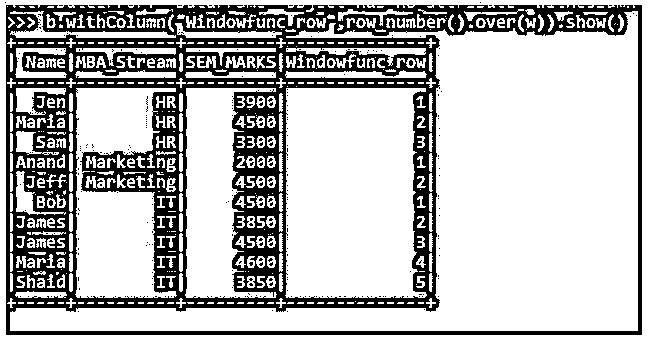 >>> b.withColumn("Windowfunc_row",row_number().over(w)).show()
+-----+----------+---------+--------------+
| Name|MBA_Stream|SEM_MARKS|Windowfunc_row|
+-----+----------+---------+--------------+
|  Jen|        HR|     3900|             1|
|Maria|        HR|     4500|             2|
|  Sam|        HR|     3300|             3|
|Anand| Marketing|     2000|             1|
| Jeff| Marketing|     4500|             2|
|  Bob|        IT|     4500|             1|
|James|        IT|     3850|             2|
|James|        IT|     4500|             3|
|Maria|        IT|     4600|             4|
|Shaid|        IT|     3850|             5|
+-----+----------+---------+--------------+